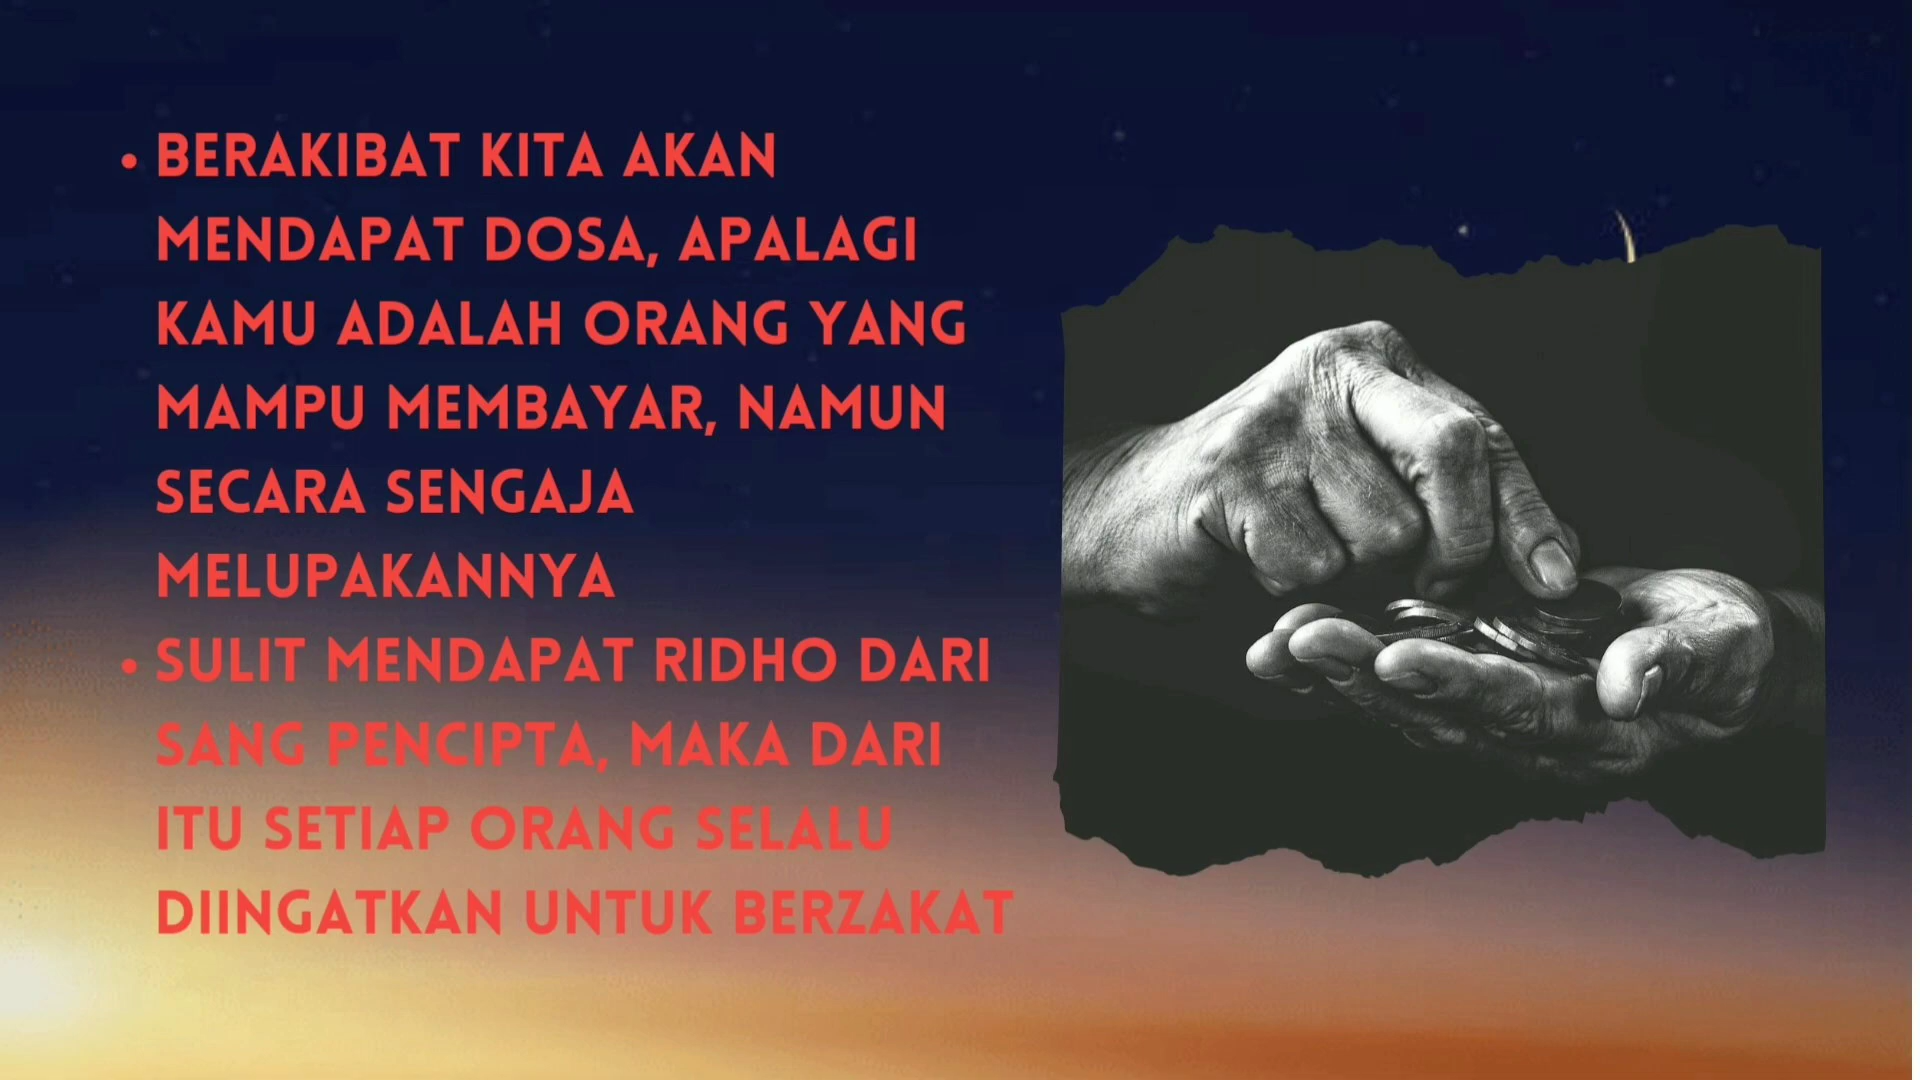 • BERAKIBAT KITA AKAN
MENDAPAT DOSA, APALAGI
KAMU ADALAH ORANG YANG
MAMPU MEMBAYAR, NAMUN
SECARA SENGAJA
MELUPAKANNYA
• SULIT MENDAPAT RIDHO DARI
SANG PENCIPTA, MAKA DARI
ITU SETIAP ORANG SELALU
DIINGATKAN UNTUK BERZAKAT